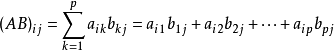 $(AB)_{ij} = \sum_{k=1}^{p} a_{ik}b_{kj} = a_{i1}b_{1j} + a_{i2}b_{2j} + \cdots + a_{ip}b_{pj}$